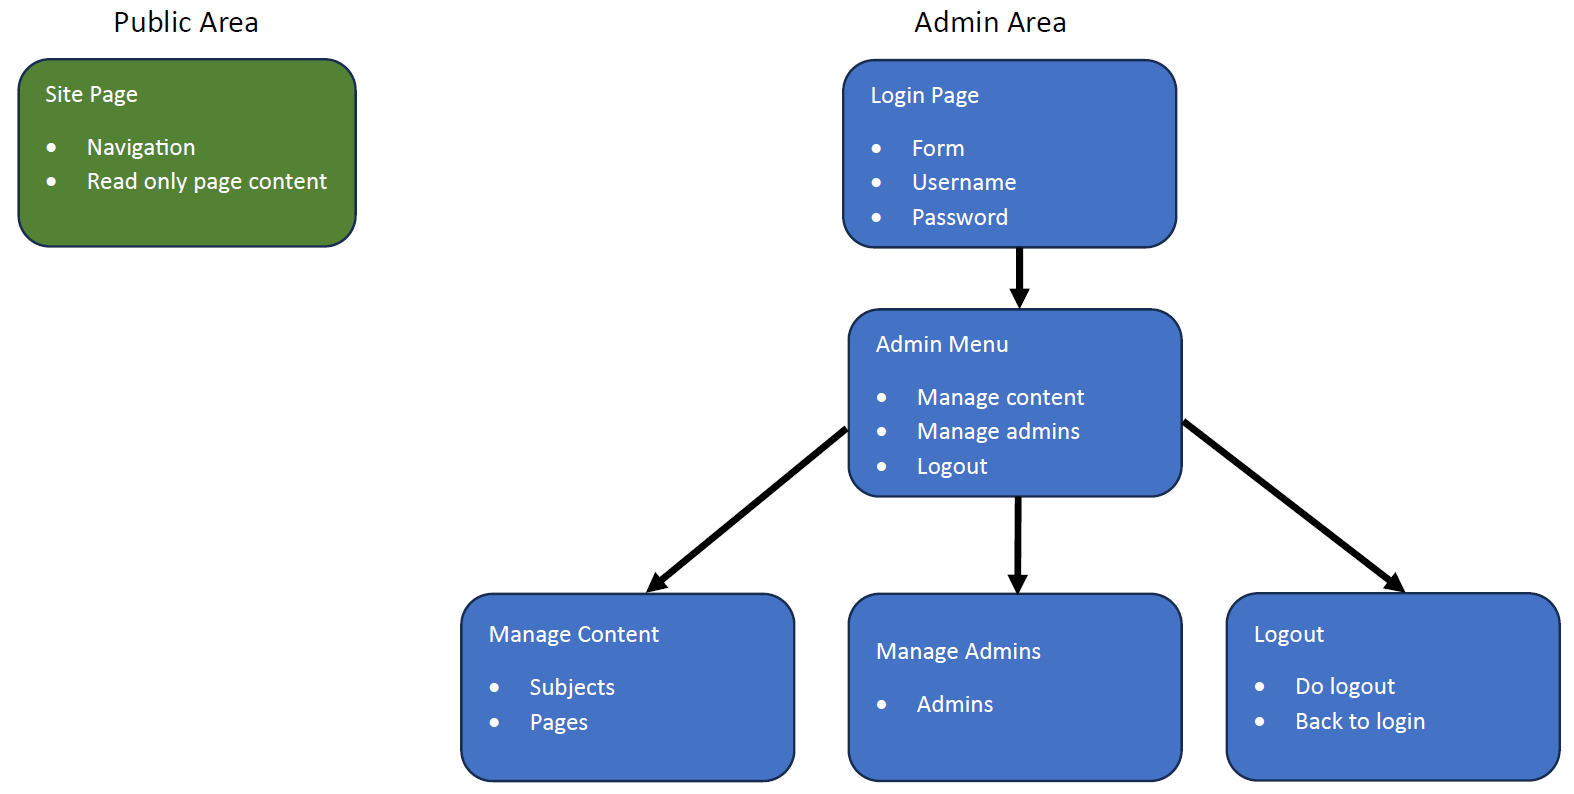 Public Area
Site Page
• Navigation
• Read only page content
Admin Area
Login Page
• Form
• Username
• Password
Admin Menu
• Manage content
• Manage admins
• Logout
Manage Content
• Subjects
• Pages
Manage Admins
• Admins
Logout
• Do logout
• Back to login